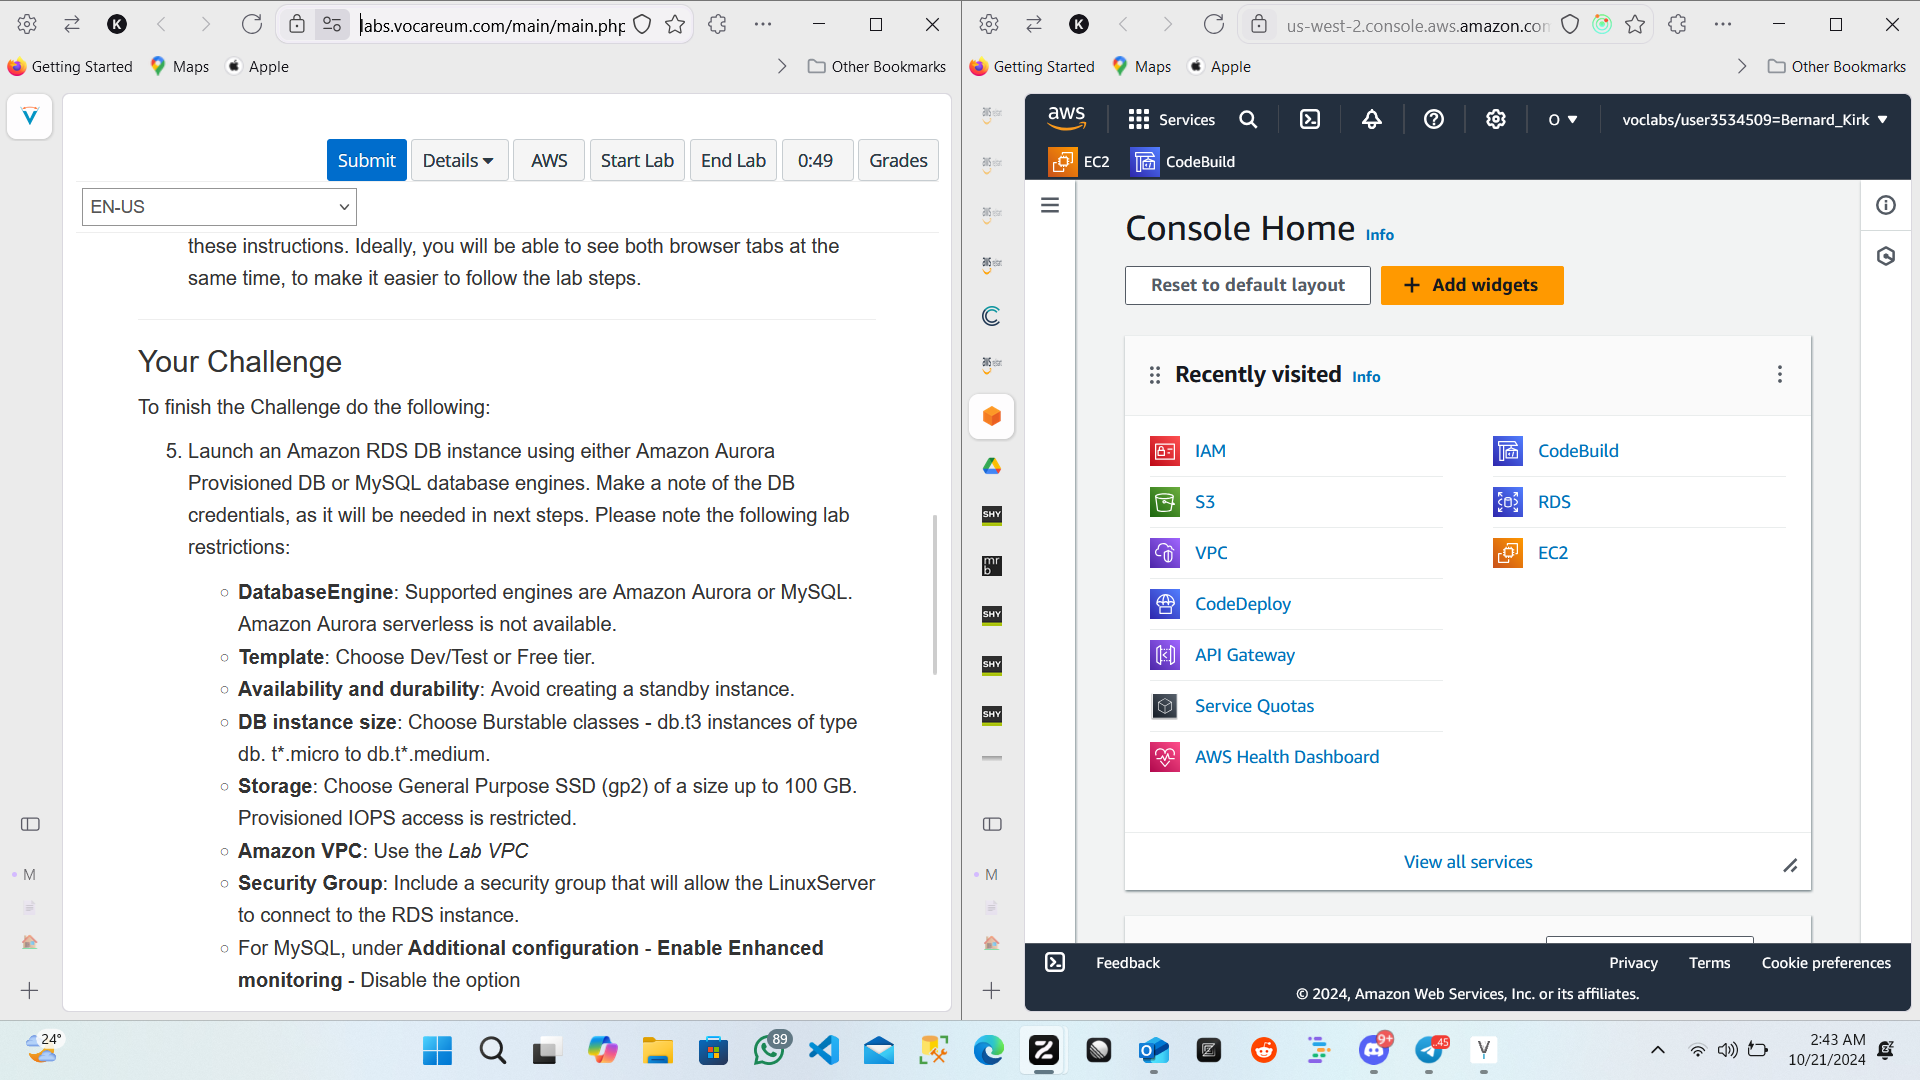 labs.vocareum.com/main/main.php
Getting Started
Maps
Apple
Other Bookmarks
Submit
Details
AWS
Start Lab
End Lab
0:49
Grades
EN-US
these instructions. Ideally, you will be able to see both browser tabs at the
same time, to make it easier to follow the lab steps.
Your Challenge
To finish the Challenge do the following:
5. Launch an Amazon RDS DB instance using either Amazon Aurora
Provisioned DB or MySQL database engines. Make a note of the DB
credentials, as it will be needed in next steps. Please note the following lab
restrictions:
DatabaseEngine: Supported engines are Amazon Aurora or MySQL.
Amazon Aurora serverless is not available.
Template: Choose Dev/Test or Free tier.
Availability and durability: Avoid creating a standby instance.
DB instance size: Choose Burstable classes - db.t3 instances of type
db. t*.micro to db.t*.medium.
Storage: Choose General Purpose SSD (gp2) of a size up to 100 GB.
Provisioned IOPS access is restricted.
Amazon VPC: Use the Lab VPC
Security Group: Include a security group that will allow the LinuxServer
to connect to the RDS instance.
For MySQL, under Additional configuration - Enable Enhanced
monitoring - Disable the option
K
M
us-west-2.console.aws.amazon.con
Getting Started
Maps
Apple
Other Bookmarks
K
SHY
mr
b
SHY
SHY
SHY
M
aws
Services
O
voclabs/user3534509=Bernard_Kirk
EC2
CodeBuild
Console Home Info
Reset to default layout
Add widgets
Recently visited Info
IAM
S3
VPC
CodeDeploy
API Gateway
Service Quotas
AWS Health Dashboard
CodeBuild
RDS
EC2
View all services
Feedback
Privacy
Terms
Cookie preferences
© 2024, Amazon Web Services, Inc. or its affiliates.
24°
89
9+
.45
2:43 AM
10/21/2024